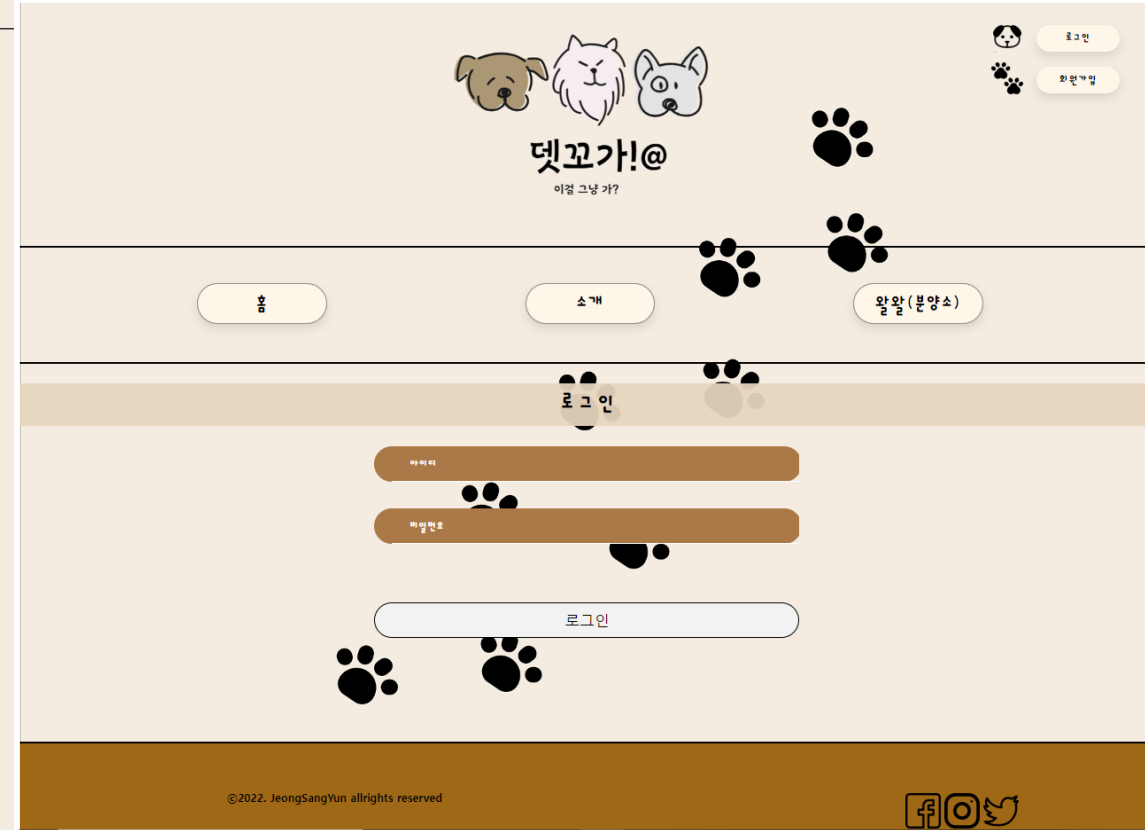 로그인
회원가입
뎃꼬가!@
이걸 그냥 가?
홈
소개
왈왈(분양소)
로그인
아이디
비밀번호
로그인
©2022. JeongSangYun allrights reserved